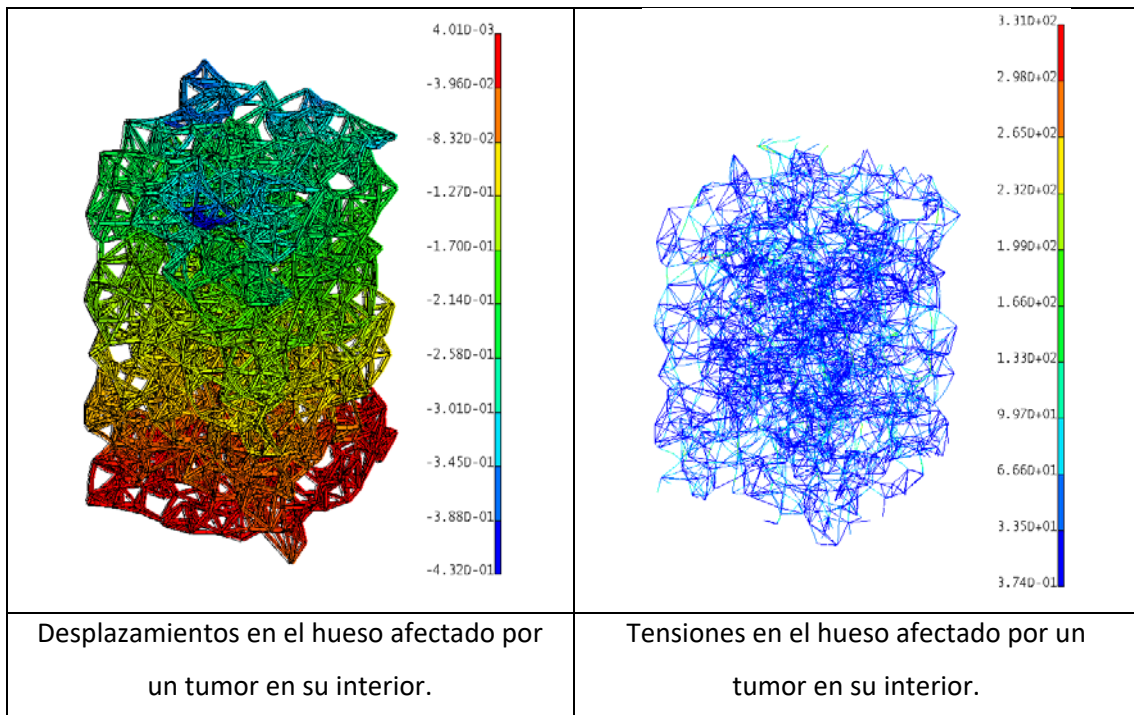 4.01D-03
-3.96D-02
-8.32D-02
-1.27D-01
-1.70D-01
-2.14D-01
-2.58D-01
-3.01D-01
-3.45D-01
-3.88D-01
-4.32D-01
3.31D+02
2.98D+02
2.65D+02
2.32D+02
1.99D+02
1.66D+02
1.33D+02
9.97D+01
6.66D+01
3.35D+01
3.74D-01
Desplazamientos en el hueso afectado por
un tumor en su interior.
Tensiones en el hueso afectado por un
tumor en su interior.